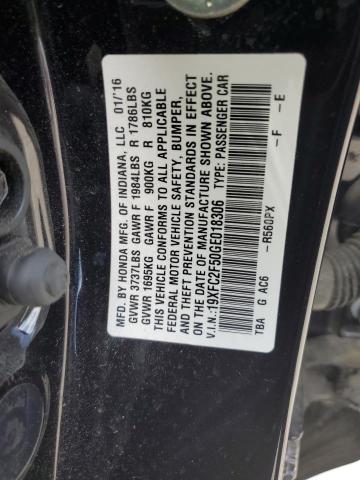 MFD. BY HONDA MFG. OF INDIANA, LLC 01/'16
GVWR 3737LBS GAWR F 1984LBS R 1786LBS
GVWR 1695KG GAWR F 900KG R 810KG
THIS VEHICLE CONFORMS TO ALL APPLICABLE
FEDERAL MOTOR VEHICLE SAFETY, BUMPER,
AND THEFT PREVENTION STANDARDS IN EFFECT
ON THE DATE OF MANUFACTURE SHOWN ABOVE.
V.I.N.:19XFC2F50GE018306 TYPE: PASSENGER CAR
TBA G AC6 -R560PX -F -E